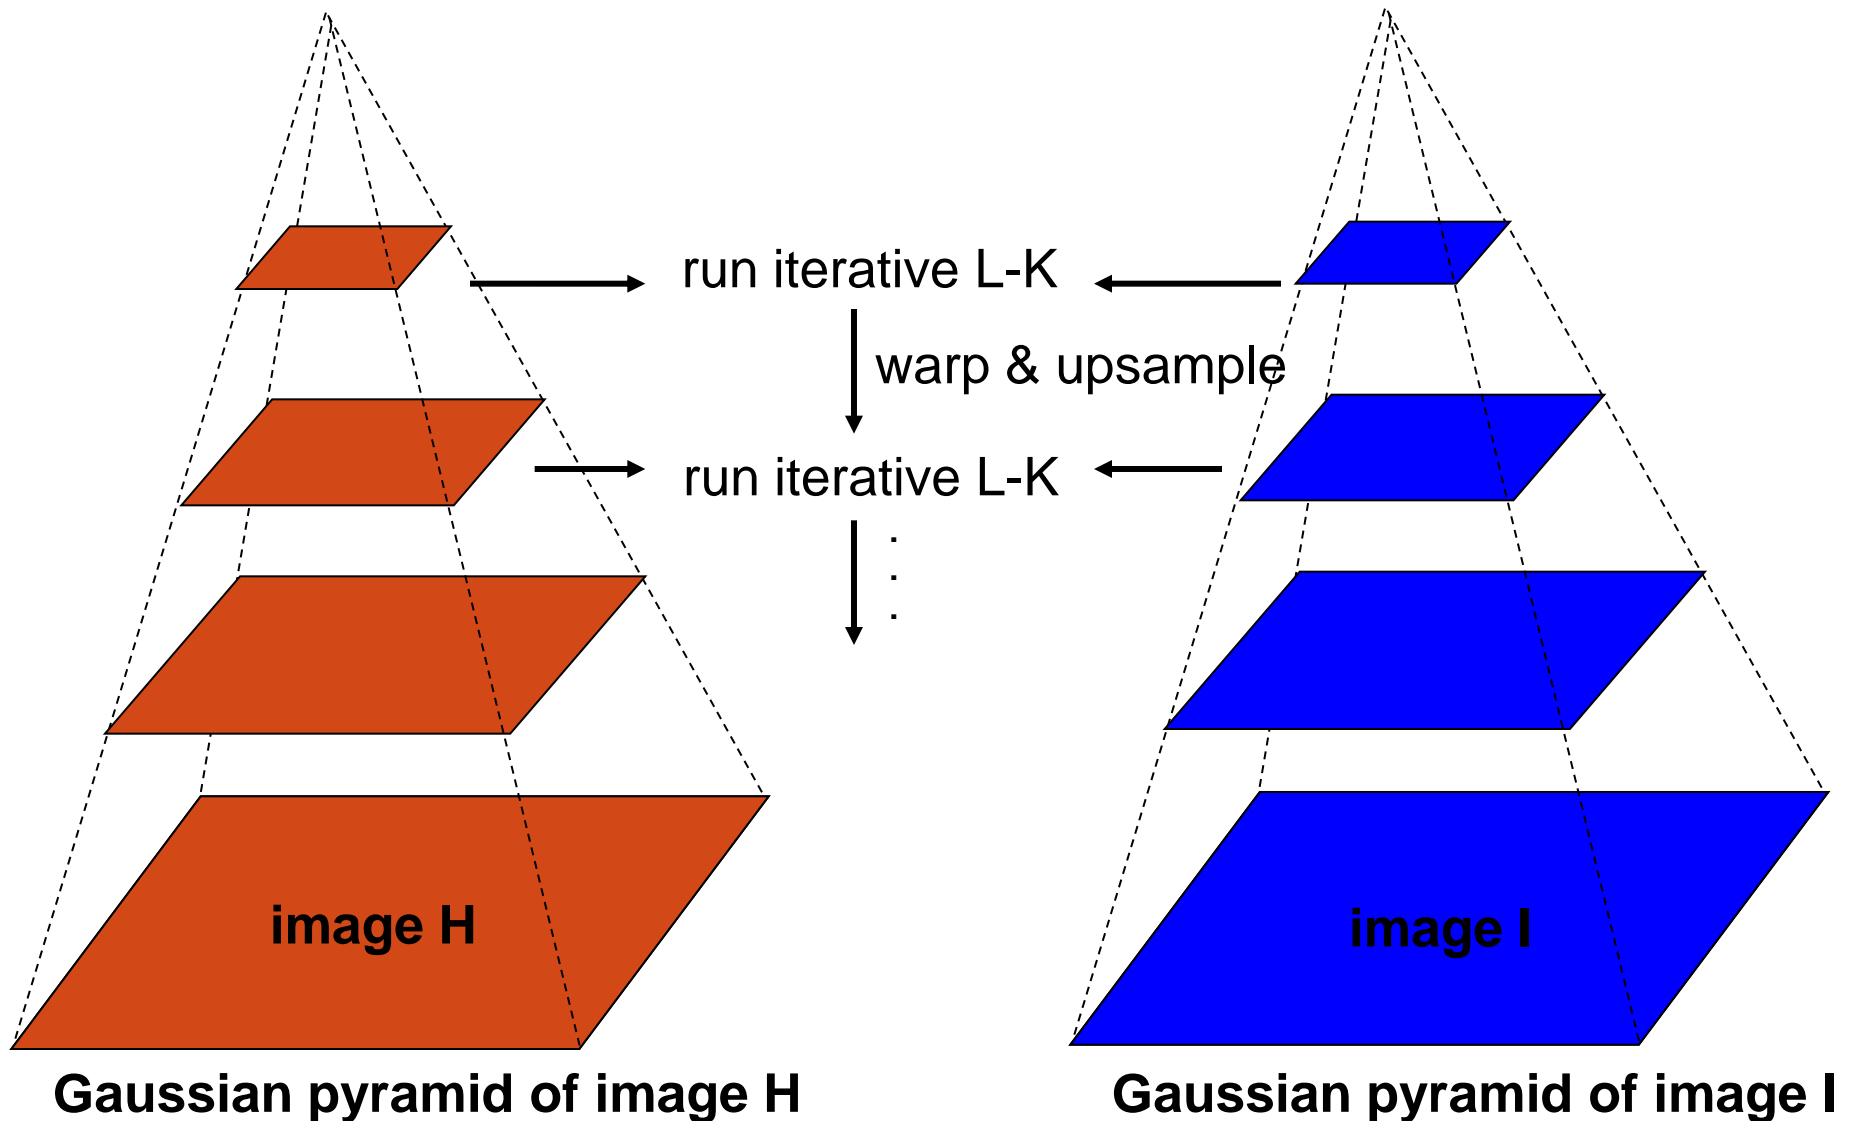 run iterative L-K
warp & upsample
run iterative L-K
.
.
.
image H
image I
Gaussian pyramid of image H
Gaussian pyramid of image I